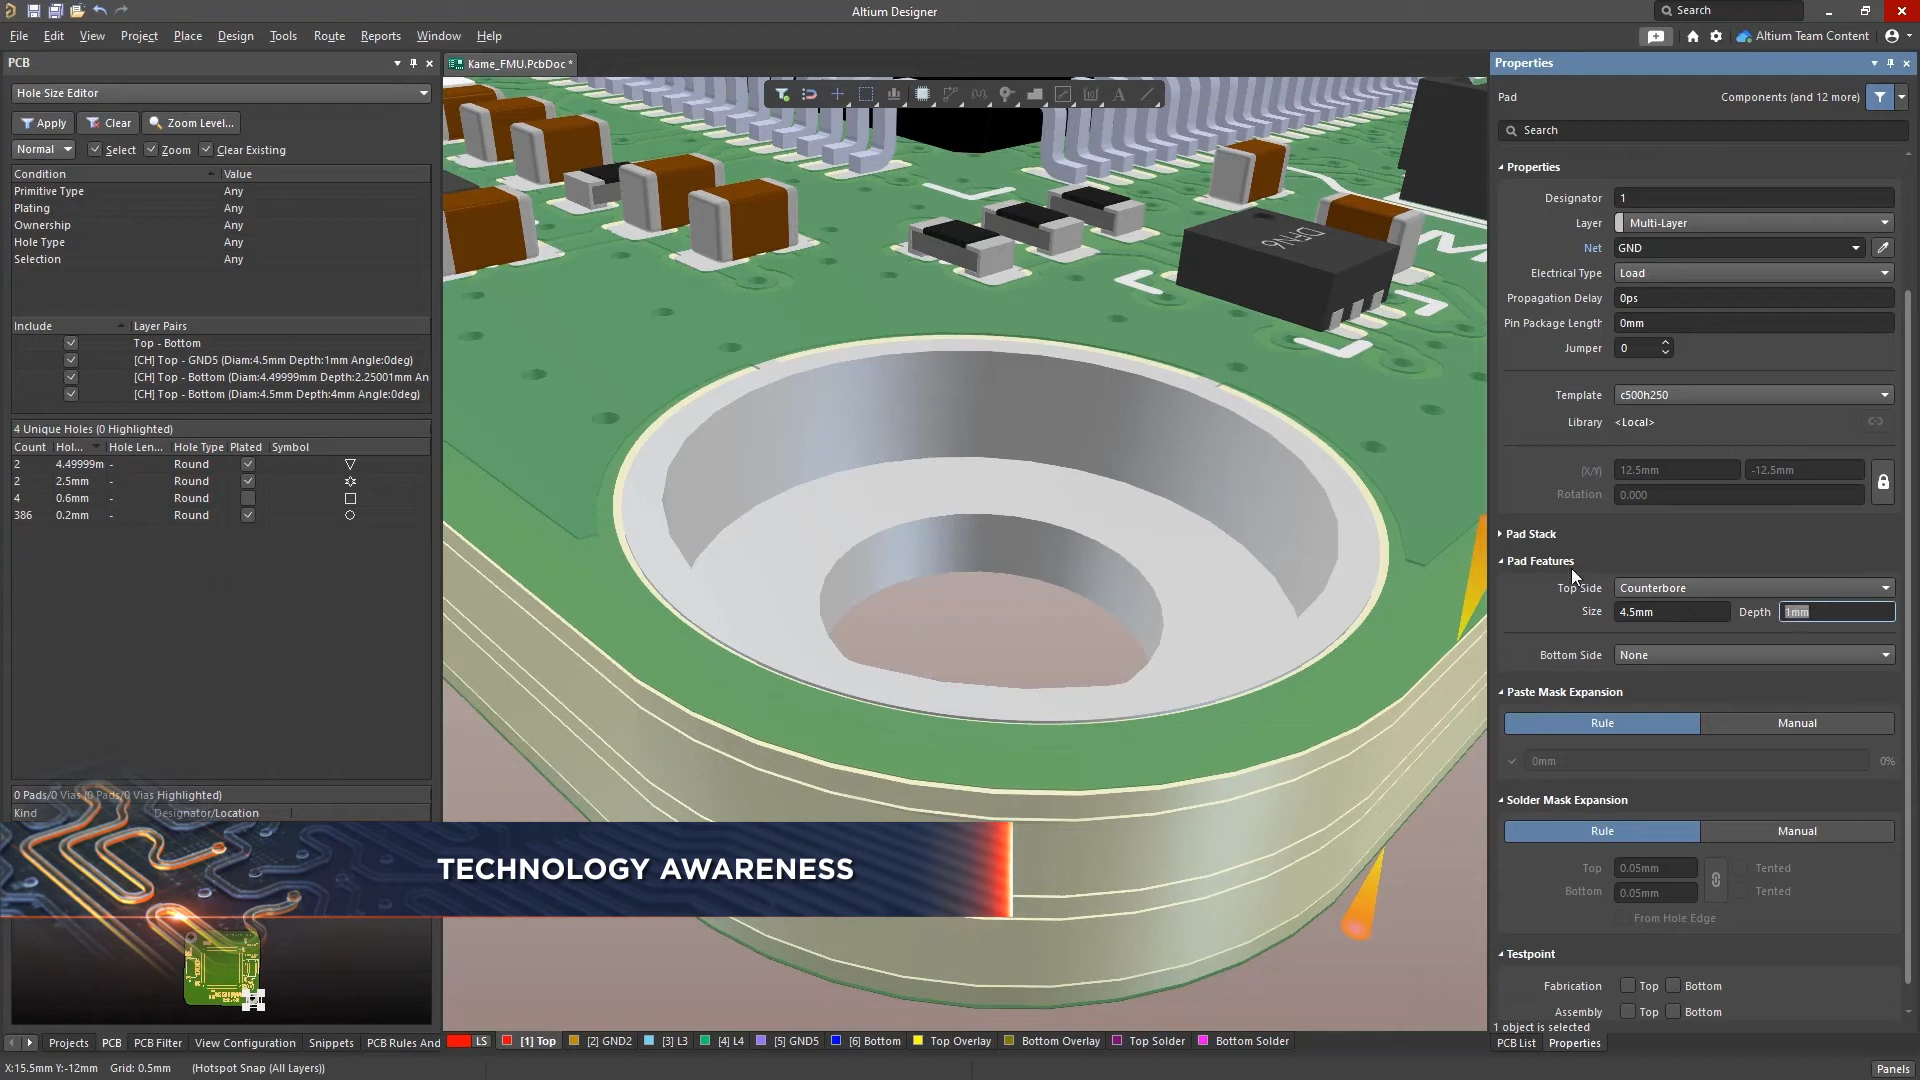 Altium Designer
Search
File Edit View Project Place Design Tools Route Reports Window Help
Altium Team Content
PCB
Hole Size Editor
Apply Clear Zoom Level...
Normal Select Zoom Clear Existing
Condition Value
Primitive Type Any
Plating Any
Ownership Any
Hole Type Any
Selection Any
Include Layer Pairs
Top - Bottom
[CH] Top - GND5 (Diam:4.5mm Depth:1mm Angle:0deg)
[CH] Top - Bottom (Diam:4.49999mm Depth:2.25001mm An
[CH] Top - Bottom (Diam:4.5mm Depth:4mm Angle:0deg)
4 Unique Holes (0 Highlighted)
Count Hol... Hole Len... Hole Type Plated Symbol
2 4.49999m - Round
2 2.5mm - Round
4 0.6mm - Round
386 0.2mm - Round
0 Pads/0 Vias (0 Pads/0 Vias Highlighted)
Kind Designator/Location
TECHNOLOGY AWARENESS
Projects PCB PCB Filter View Configuration Snippets PCB Rules And
Kame_FMU.PcbDoc *
A
DFN6
LS [1] Top [2] GND2 [3] L3 [4] L4 [5] GND5 [6] Bottom Top Overlay Bottom Overlay Top Solder Bottom Solder
Properties
Pad Components (and 12 more)
Search
Properties
Designator 1
Layer Multi-Layer
Net GND
Electrical Type Load
Propagation Delay 0ps
Pin Package Length 0mm
Jumper 0
Template c500h250
Library <Local>
(X/Y) 12.5mm -12.5mm
Rotation 0.000
Pad Stack
Pad Features
Top Side Counterbore
Size 4.5mm Depth 1mm
Bottom Side None
Paste Mask Expansion
Rule Manual
0mm 0%
Solder Mask Expansion
Rule Manual
Top 0.05mm Tented
Bottom 0.05mm Tented
From Hole Edge
Testpoint
Fabrication Top Bottom
Assembly Top Bottom
1 object is selected
PCB List Properties
X:15.5mm Y:-12mm Grid: 0.5mm (Hotspot Snap (All Layers))
Panels